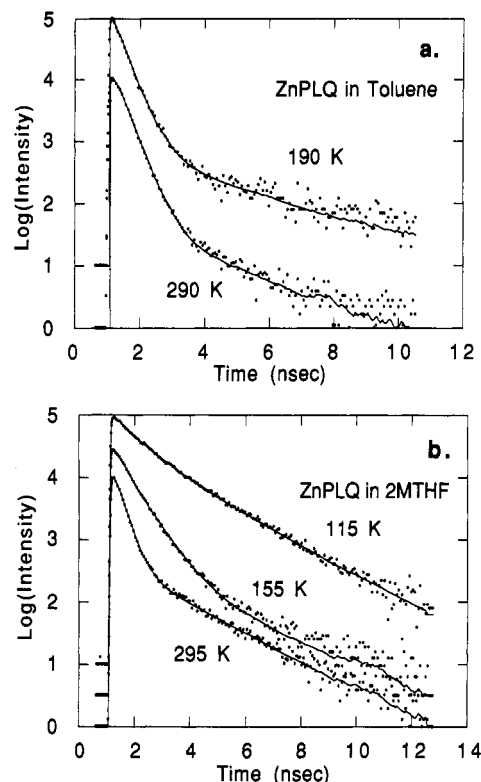 a.
ZnPLQ in Toluene
Log(Intensity)
5
4
3
2
1
0
190 K
290 K
0 2 4 6 8 10 12
Time (nsec)
b.
ZnPLQ in 2MTHF
Log(Intensity)
5
4
3
2
1
0
115 K
155 K
295 K
0 2 4 6 8 10 12 14
Time (nsec)